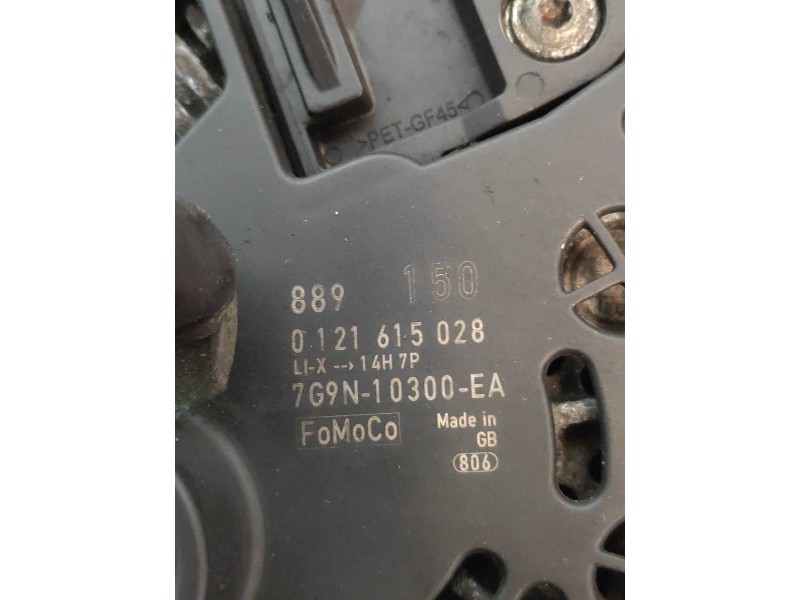 >PET-GF45<
889 150
0 121 615 028
LI-X --→ 14H 7P
7G9N-10300-EA
FoMoCo Made in
GB
806